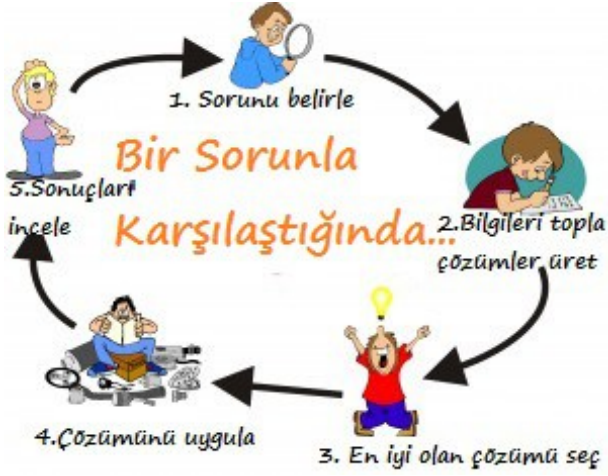 1. Sorunu belirle
Bir Sorunla
Karşılaştığında...
2.Bilgileri topla
çözümler üret
3. En iyi olan çözümü seç
4.Çözümünü uygula
5.Sonuçları
incele